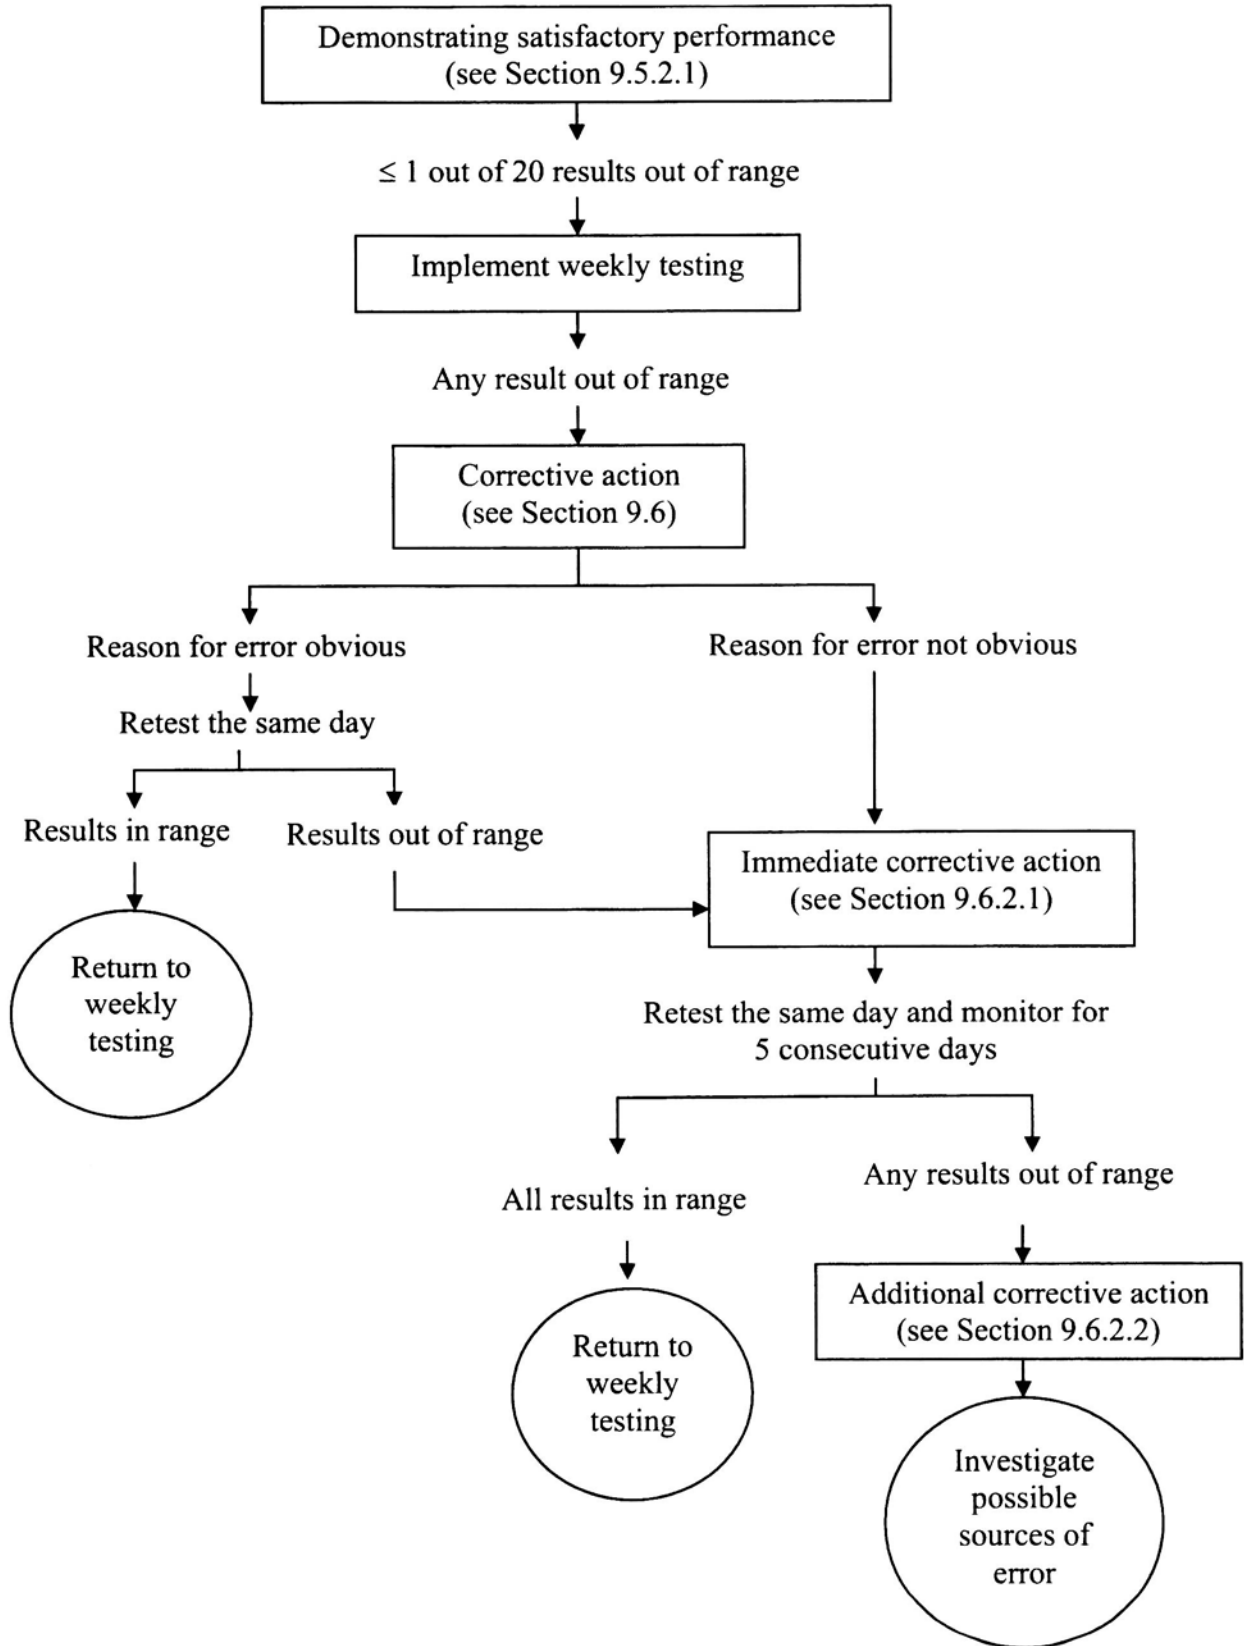 Demonstrating satisfactory performance
(see Section 9.5.2.1)
≤ 1 out of 20 results out of range
Implement weekly testing
Any result out of range
Corrective action
(see Section 9.6)
Reason for error obvious
Reason for error not obvious
Retest the same day
Results in range
Results out of range
Immediate corrective action
(see Section 9.6.2.1)
Return to
weekly
testing
Retest the same day and monitor for
5 consecutive days
All results in range
Any results out of range
Additional corrective action
(see Section 9.6.2.2)
Return to
weekly
testing
Investigate
possible
sources of
error